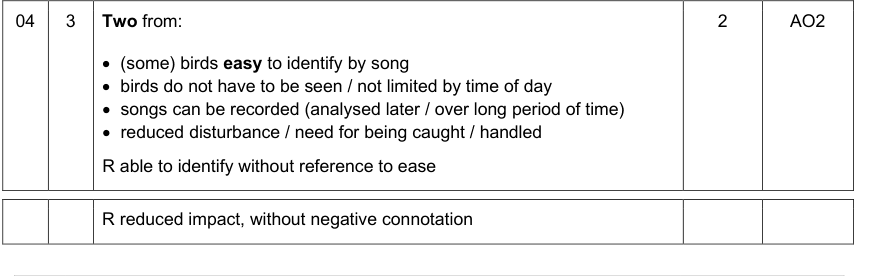 04 3 Two from: 2 AO2
• (some) birds easy to identify by song
• birds do not have to be seen / not limited by time of day
• songs can be recorded (analysed later / over long period of time)
• reduced disturbance / need for being caught / handled
R able to identify without reference to ease
R reduced impact, without negative connotation